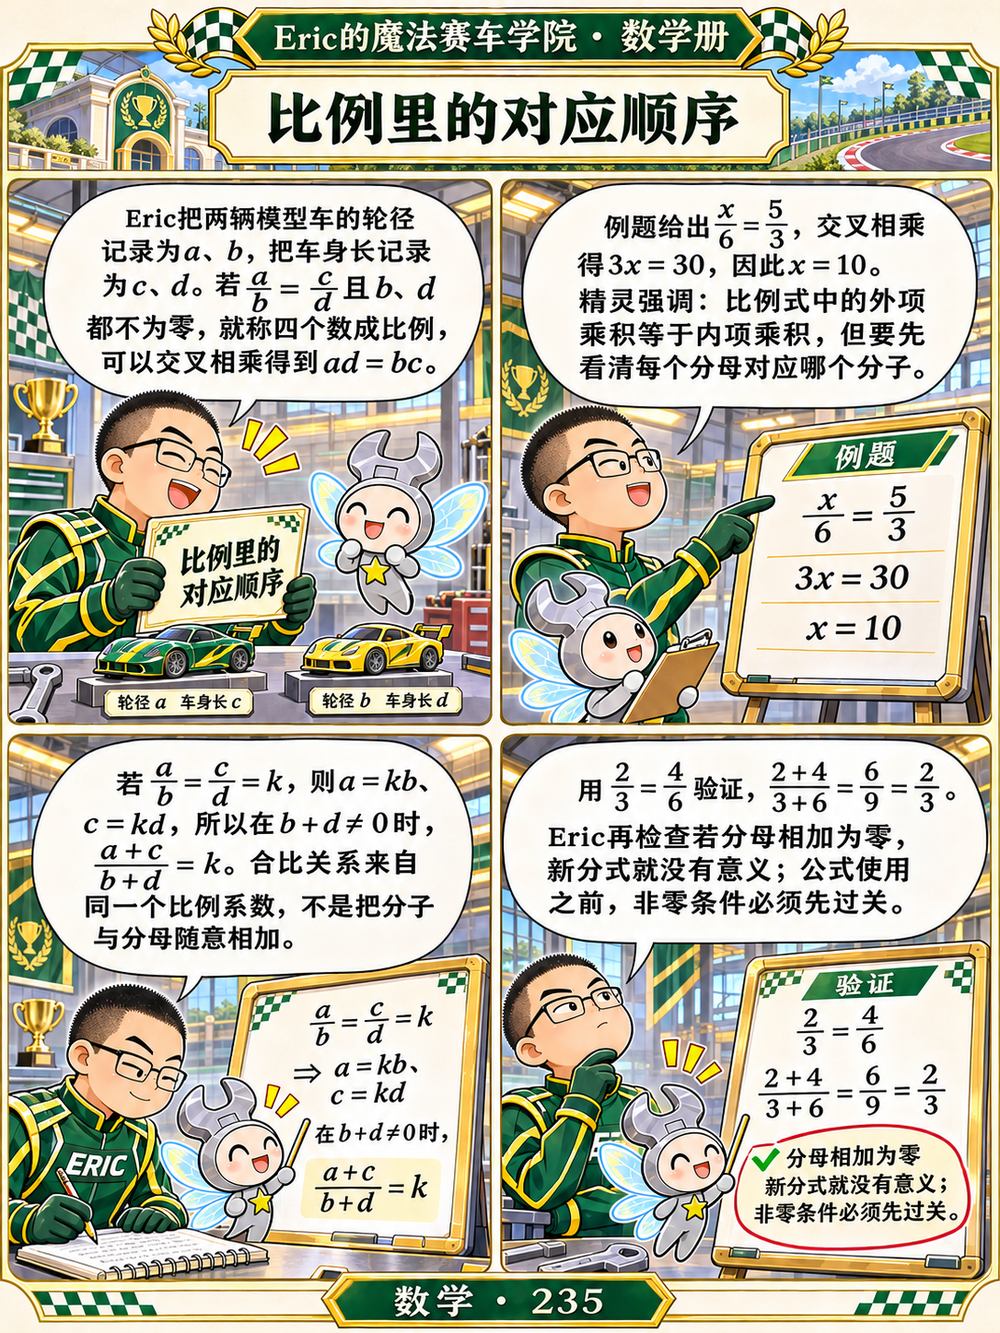 Eric的魔法赛车学院 · 数学册
比例里的对应顺序
Eric把两辆模型车的轮径
记录为a、b，把车身长记录
为c、d。若 a/b = c/d 且b、d
都不为零，就称四个数成比例，
可以交叉相乘得到ad=bc。
比例里的
对应顺序
轮径 a 车身长 c
轮径 b 车身长 d
例题给出 x/6 = 5/3，交叉相乘
得3x=30，因此x=10。
精灵强调：比例式中的外项
乘积等于内项乘积，但要先
看清每个分母对应哪个分子。
例题
x/6 = 5/3
3x=30
x=10
若 a/b = c/d = k，则a=kb、
c=kd，所以在b+d≠0时，
(a+c)/(b+d) = k。合比关系来自
同一个比例系数，不是把分子
与分母随意相加。
ERIC
a/b = c/d = k
⇒ a=kb、
c=kd
在b+d≠0时，
(a+c)/(b+d) = k
用 2/3 = 4/6 验证，(2+4)/(3+6) = 6/9 = 2/3。
Eric再检查若分母相加为零，
新分式就没有意义；公式使用
之前，非零条件必须先过关。
验证
2/3 = 4/6
(2+4)/(3+6) = 6/9 = 2/3
分母相加为零
新分式就没有意义；
非零条件必须先过关。
数学 · 235